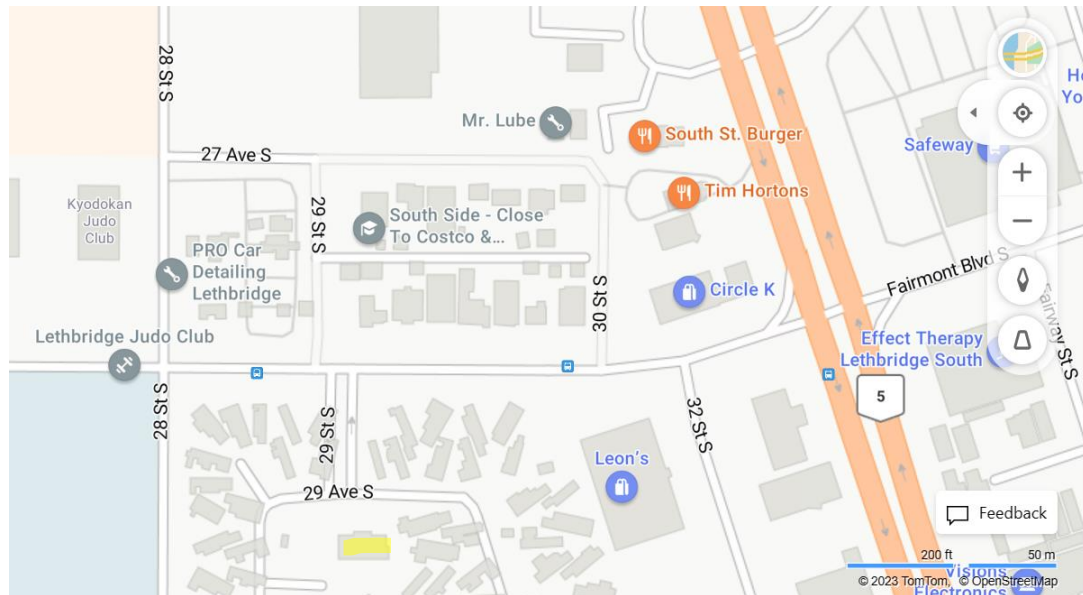 28 St S
Mr. Lube
South St. Burger
Safeway
27 Ave S
Tim Hortons
Kyodokan
Judo
Club
29 St S
South Side - Close
To Costco &...
PRO Car
Detailing
Lethbridge
30 St S
Circle K
Fairmont Blvd S
Fairway St S
Lethbridge Judo Club
Effect Therapy
Lethbridge South
5
28 St S
29 St S
32 St S
Leon's
29 Ave S
Feedback
200 ft
50 m
Visions
Electronics
© 2023 TomTom, © OpenStreetMap